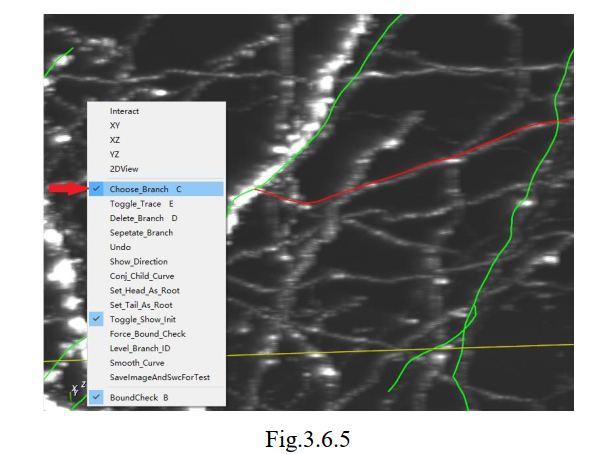 Interact
XY
XZ
YZ
2DView
Choose_Branch C
Toggle_Trace E
Delete_Branch D
Sepetate_Branch
Undo
Show_Direction
Conj_Child_Curve
Set_Head_As_Root
Set_Tail_As_Root
Toggle_Show_Init
Force_Bound_Check
Level_Branch_ID
Smooth_Curve
SaveImageAndSwcForTest
BoundCheck B
X Y Z
Fig.3.6.5